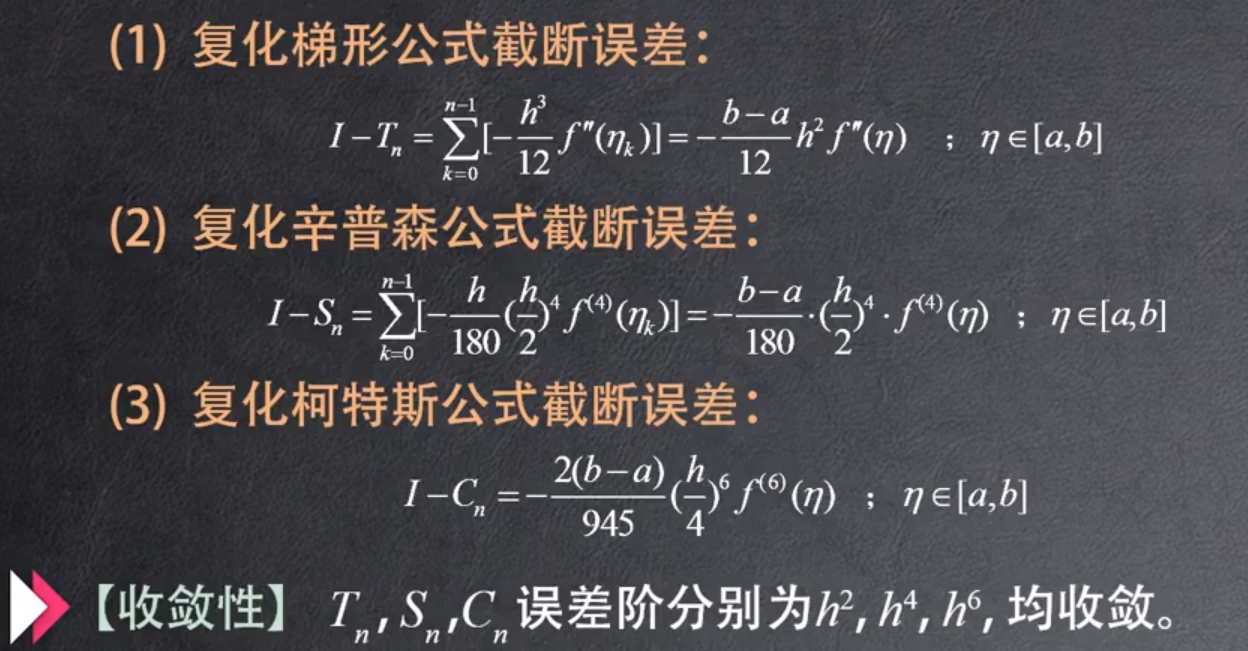 (1) 复化梯形公式截断误差：
$I-T_n=\sum_{k=0}^{n-1}[-\frac{h^3}{12}f''(\eta_k)]=-\frac{b-a}{12}h^2f''(\eta)$ ；$\eta\in[a,b]$
(2) 复化辛普森公式截断误差：
$I-S_n=\sum_{k=0}^{n-1}[-\frac{h}{180}(\frac{h}{2})^4f^{(4)}(\eta_k)]=-\frac{b-a}{180}\cdot(\frac{h}{2})^4\cdot f^{(4)}(\eta)$ ；$\eta\in[a,b]$
(3) 复化柯特斯公式截断误差：
$I-C_n=-\frac{2(b-a)}{945}(\frac{h}{4})^6f^{(6)}(\eta)$ ；$\eta\in[a,b]$
【收敛性】 $T_n,S_n,C_n$ 误差阶分别为$h^2,h^4,h^6$,均收敛。